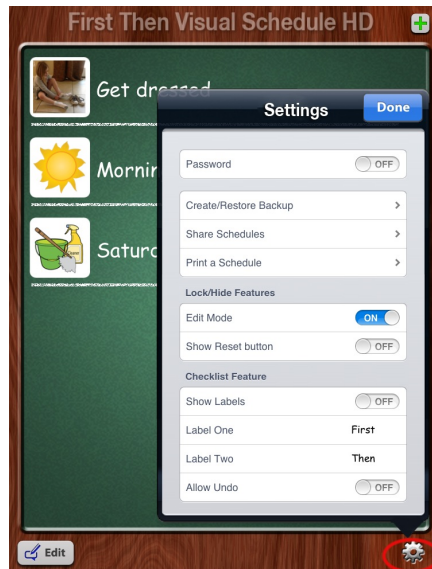 First Then Visual Schedule HD
Get dressed
Settings
Done
Password OFF
Mornin
Create/Restore Backup
Share Schedules
Saturd
Print a Schedule
Lock/Hide Features
Edit Mode ON
Show Reset button OFF
Checklist Feature
Show Labels OFF
Label One First
Label Two Then
Allow Undo OFF
Edit